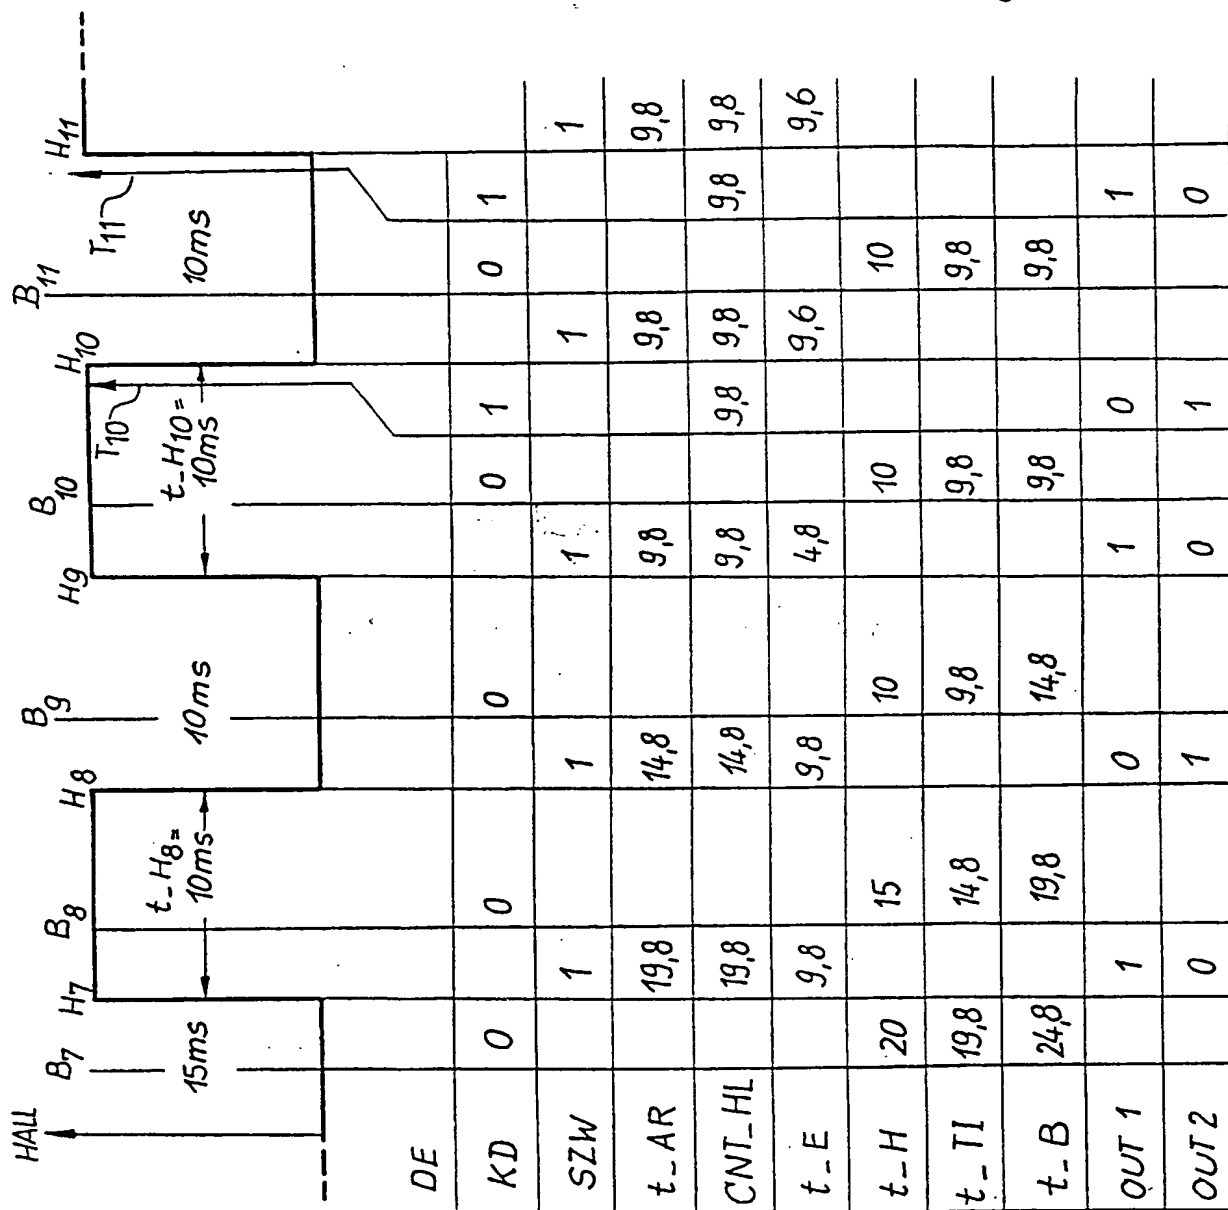 HALL
B7 H7 B8 H8 B9 H9 B10 H10 B11 H11
15ms
t_H8=
10ms
10ms
T10
t_H10=
10ms
T11
10ms
DE
KD 0 0 0 0 1 0 1
SZW 1 1 1 1 1
t_AR 19,8 14,8 9,8 9,8 9,8
CNT_HL 19,8 14,8 9,8 9,8 9,8 9,8 9,8
t_E 9,8 9,8 4,8 9,6 9,6
t_H 20 15 10 10 10
t_TI 19,8 14,8 9,8 9,8 9,8
t_B 24,8 19,8 14,8 9,8 9,8
OUT 1 1 0 1 0 1
OUT 2 0 1 0 1 0